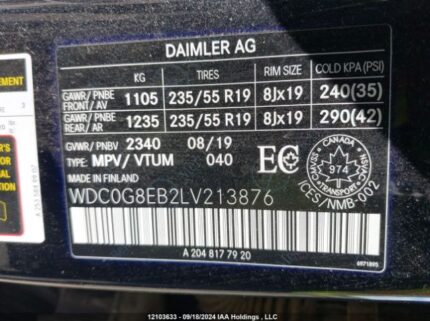 DAIMLER AG
KG TIRES RIM SIZE COLD KPA (PSI)
GAWR/ PNBE FRONT/ AV 1105 235/55 R19 8Jx19 240(35)
GAWR/ PNBE REAR/ AR 1235 235/55 R19 8Jx19 290(42)
GVWR/ PNBV 2340 08/19
TYPE: MPV/ VTUM 040
MADE IN FINLAND
WDC0G8EB2LV213876
EC
CANADA
974
ICES/NMB-002
A 204 817 79 20
6971895
12103633 - 09/18/2024 IAA Holdings , LLC